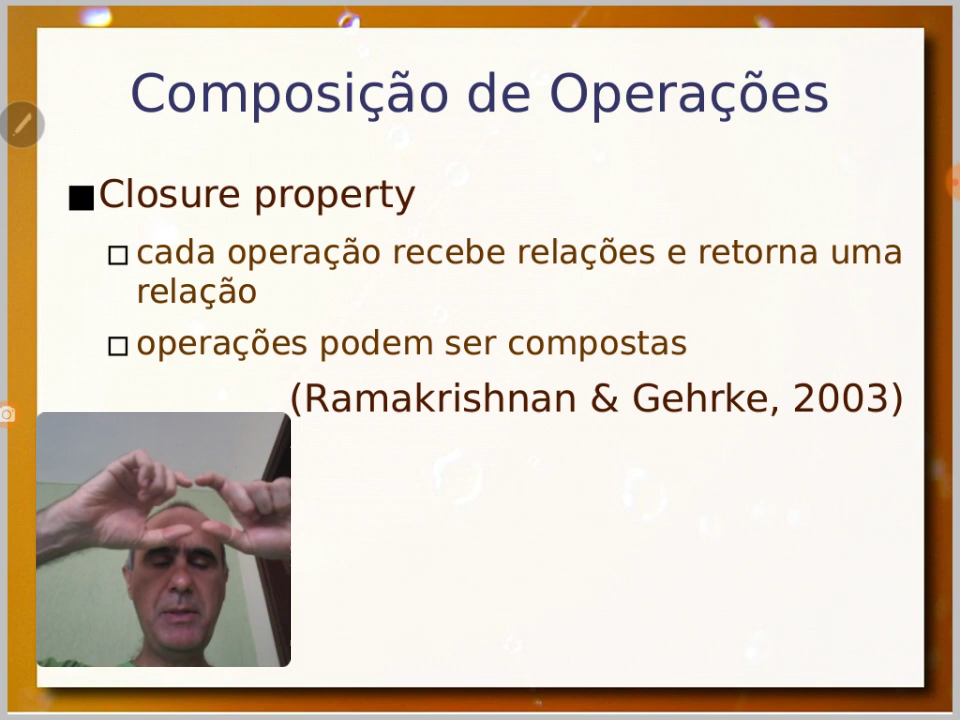 Composição de Operações
Closure property
cada operação recebe relações e retorna uma
relação
operações podem ser compostas
(Ramakrishnan & Gehrke, 2003)